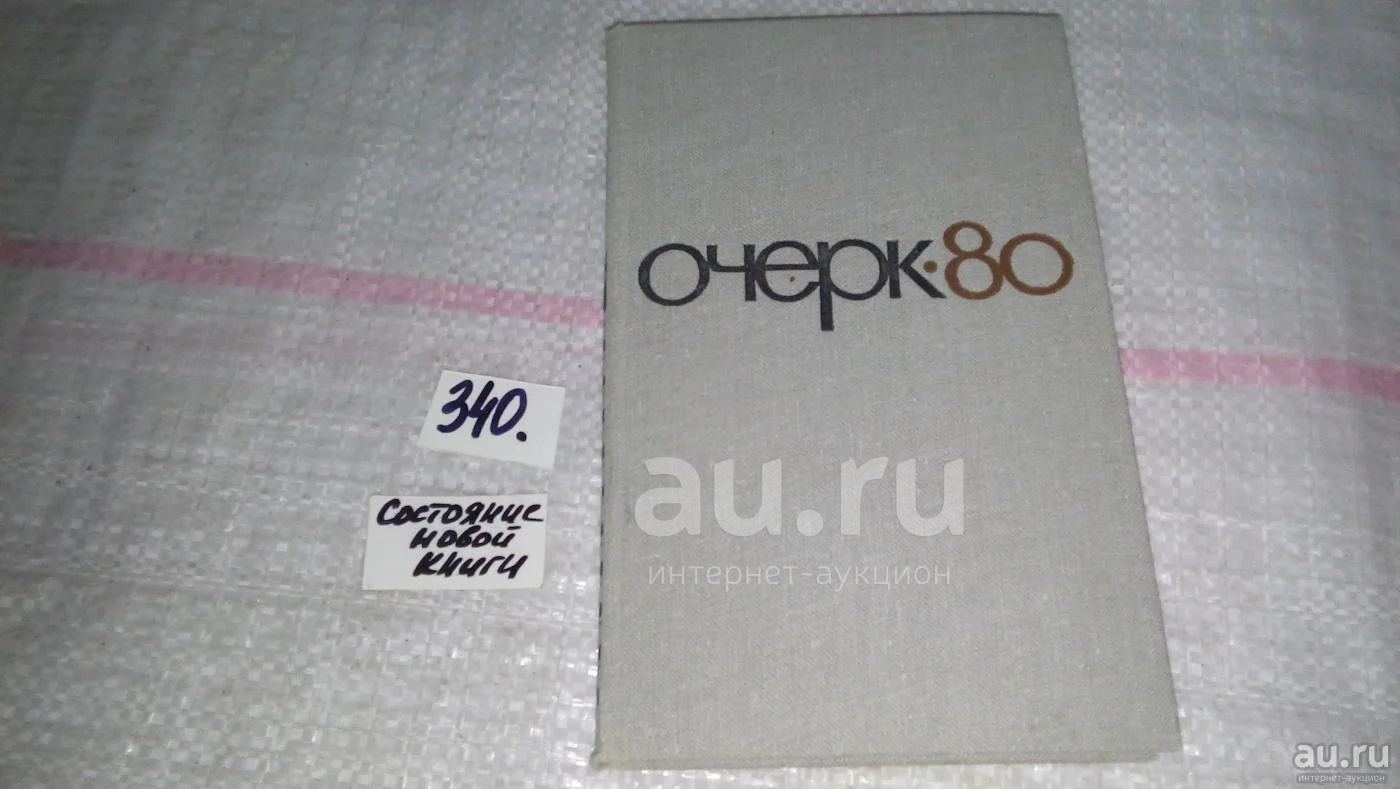 очерк·80
340.
Состояние
новой
книги
au.ru
интернет-аукцион
au.ru
интернет-аукцион